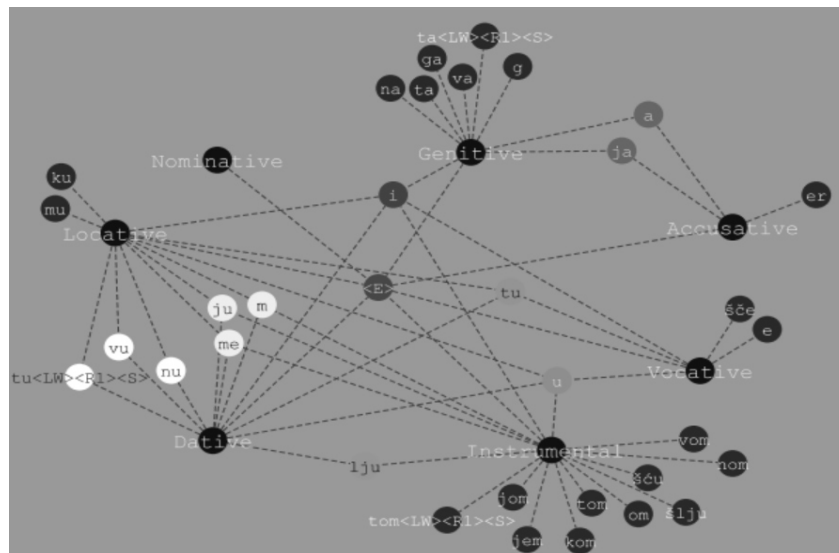 ta<LW><R1><S>
ga
va
g
na
ta
a
Genitive
ja
Nominative
ku
i
er
mu
Locative
Accusative
<E>
tu
ju
m
šče
me
e
vu
tu<LW><R1><S>
nu
Vocative
u
Dative
vom
Instrumental
lju
nom
šću
jom
tom
šlju
tom<LW><R1><S>
om
jem
kom